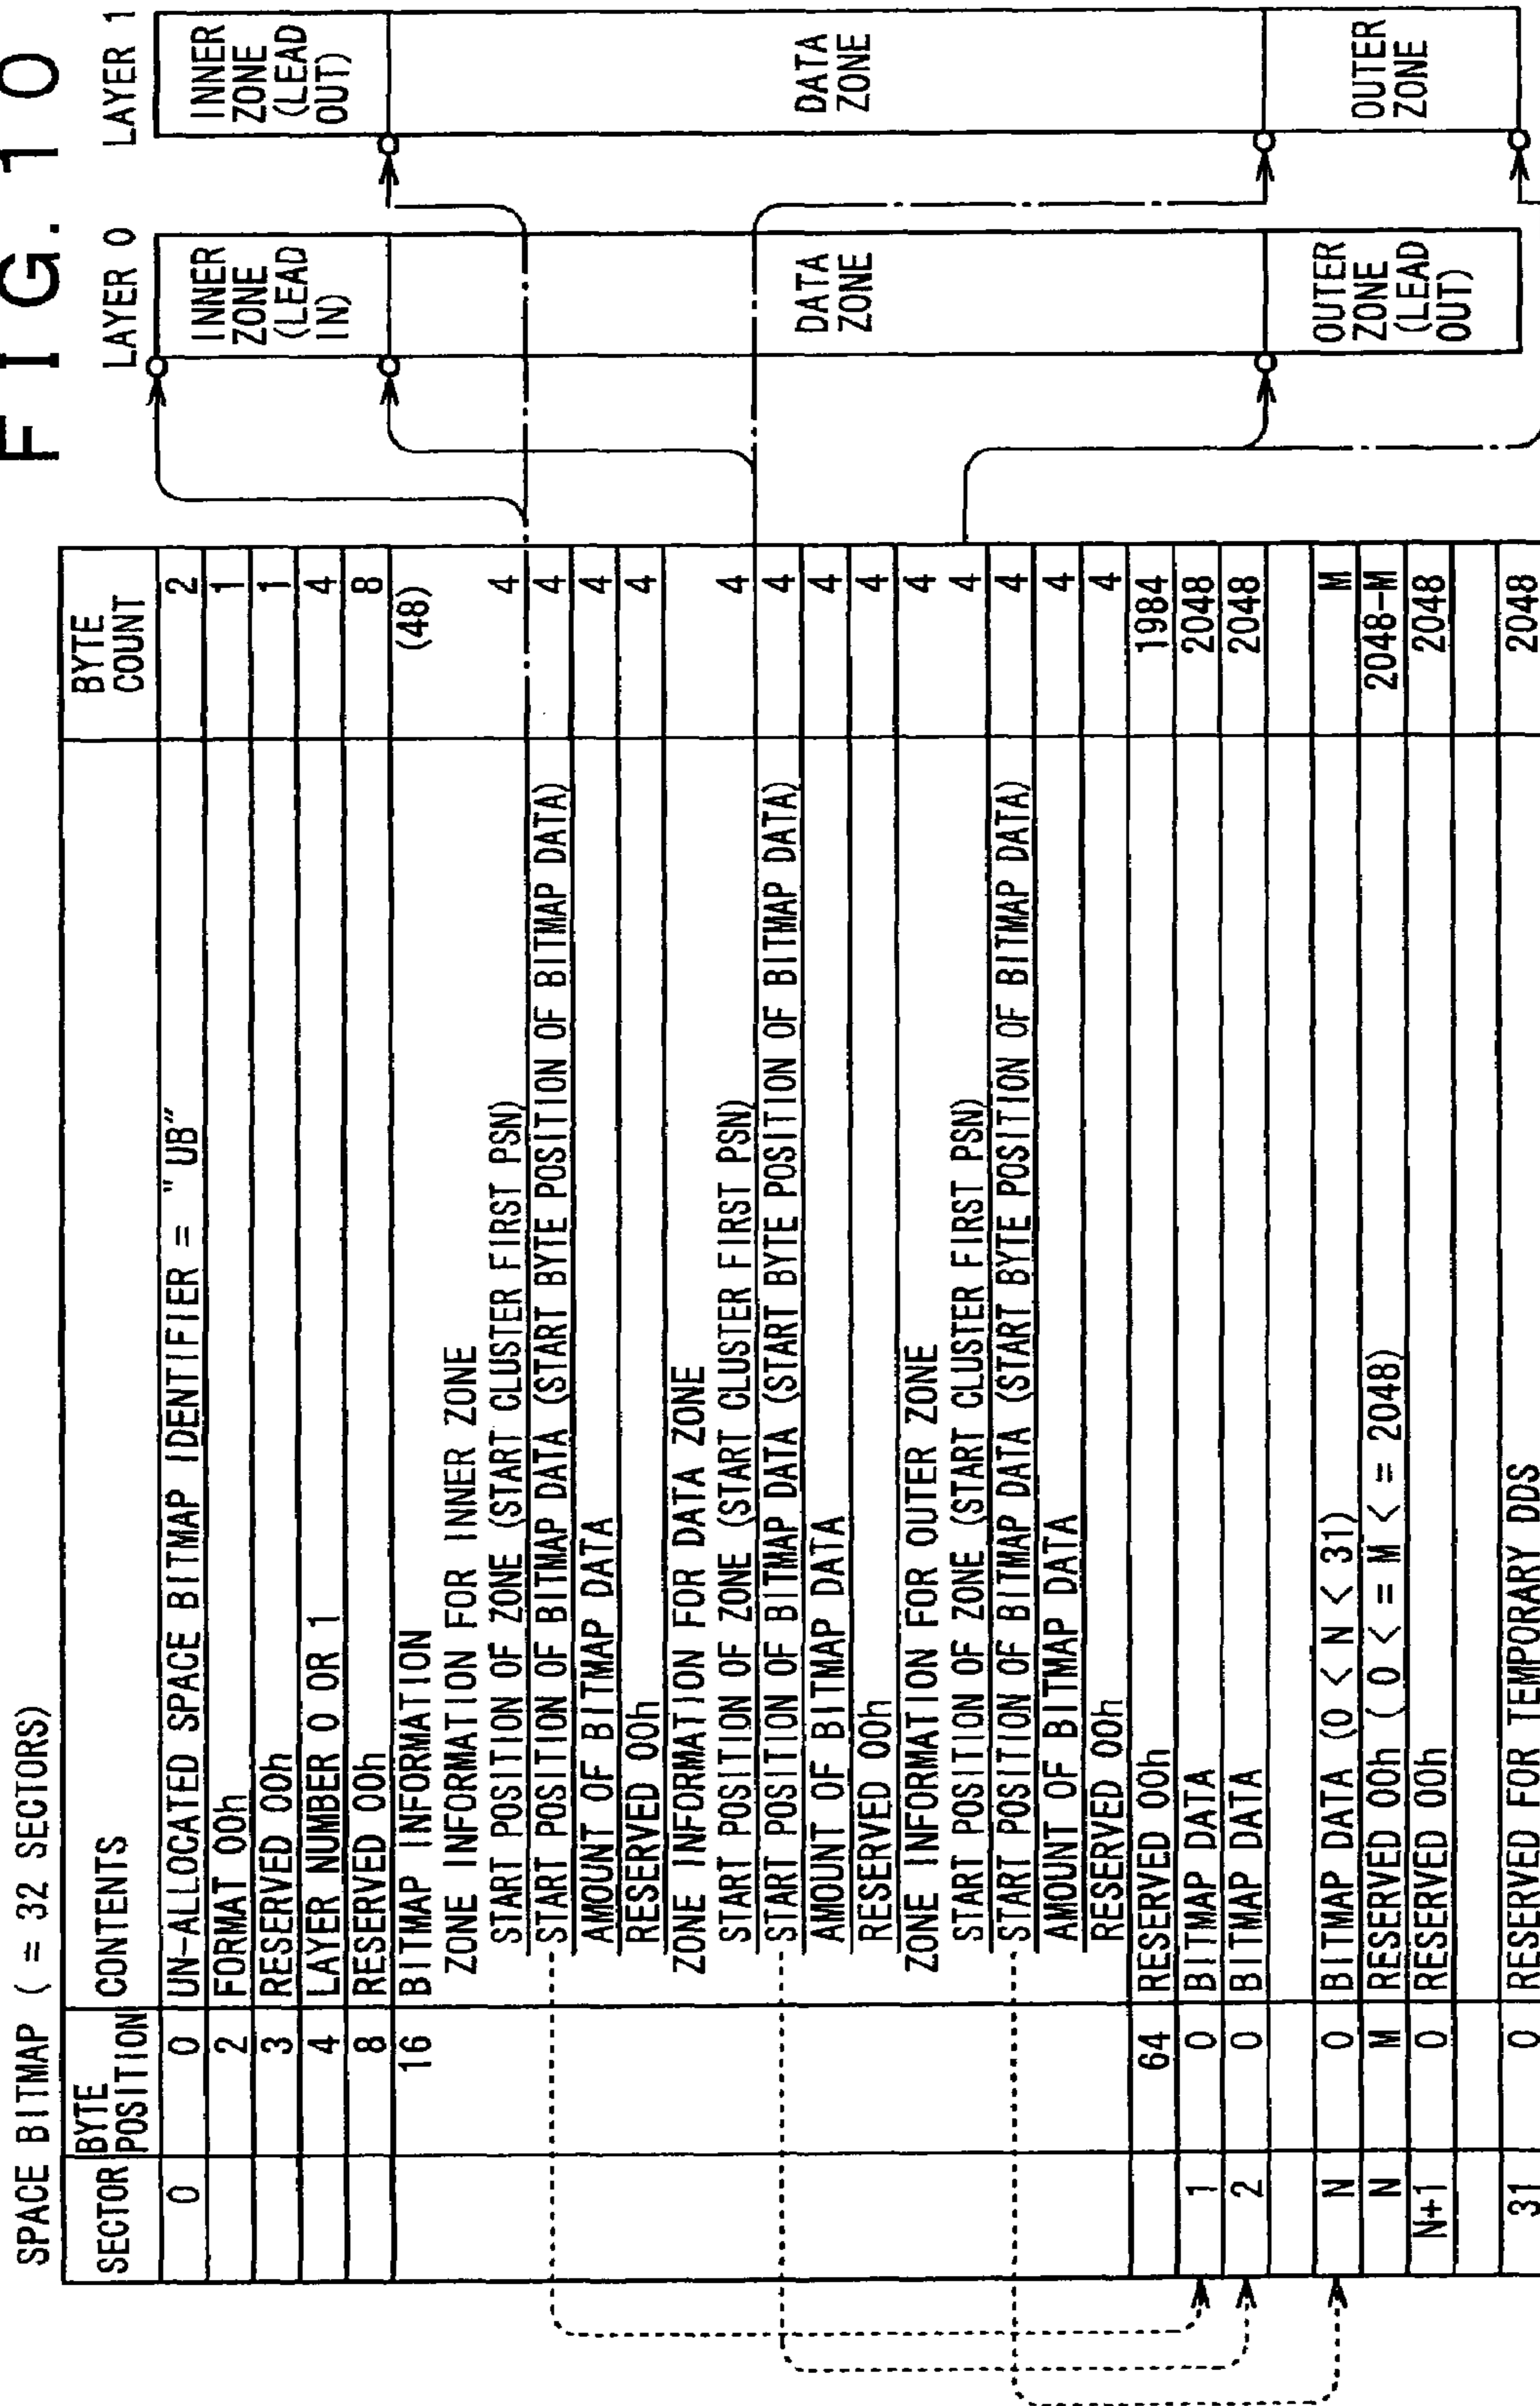 FIG. 10
SPACE BITMAP ( = 32 SECTORS)
SECTOR BYTE POSITION CONTENTS BYTE COUNT
0 0 UN-ALLOCATED SPACE BITMAP IDENTIFIER = "UB" 2
2 FORMAT 00h 1
3 RESERVED 00h 1
4 LAYER NUMBER 0 OR 1 4
8 RESERVED 00h 8
16 BITMAP INFORMATION (48)
ZONE INFORMATION FOR INNER ZONE
START POSITION OF ZONE (START CLUSTER FIRST PSN) 4
START POSITION OF BITMAP DATA (START BYTE POSITION OF BITMAP DATA) 4
AMOUNT OF BITMAP DATA 4
RESERVED 00h 4
ZONE INFORMATION FOR DATA ZONE
START POSITION OF ZONE (START CLUSTER FIRST PSN) 4
START POSITION OF BITMAP DATA (START BYTE POSITION OF BITMAP DATA) 4
AMOUNT OF BITMAP DATA 4
RESERVED 00h 4
ZONE INFORMATION FOR OUTER ZONE 4
START POSITION OF ZONE (START CLUSTER FIRST PSN) 4
START POSITION OF BITMAP DATA (START BYTE POSITION OF BITMAP DATA) 4
AMOUNT OF BITMAP DATA 4
RESERVED 00h 4
64 RESERVED 00h 1984
1 0 BITMAP DATA 2048
2 0 BITMAP DATA 2048
N 0 BITMAP DATA (0 < N < 31) M
N M RESERVED 00h ( 0 < = M < = 2048) 2048-M
N+1 0 RESERVED 00h 2048
31 0 RESERVED FOR TEMPORARY DDS 2048
LAYER 0
INNER
ZONE
(LEAD
IN)
DATA
ZONE
OUTER
ZONE
(LEAD
OUT)
LAYER 1
INNER
ZONE
(LEAD
OUT)
DATA
ZONE
OUTER
ZONE